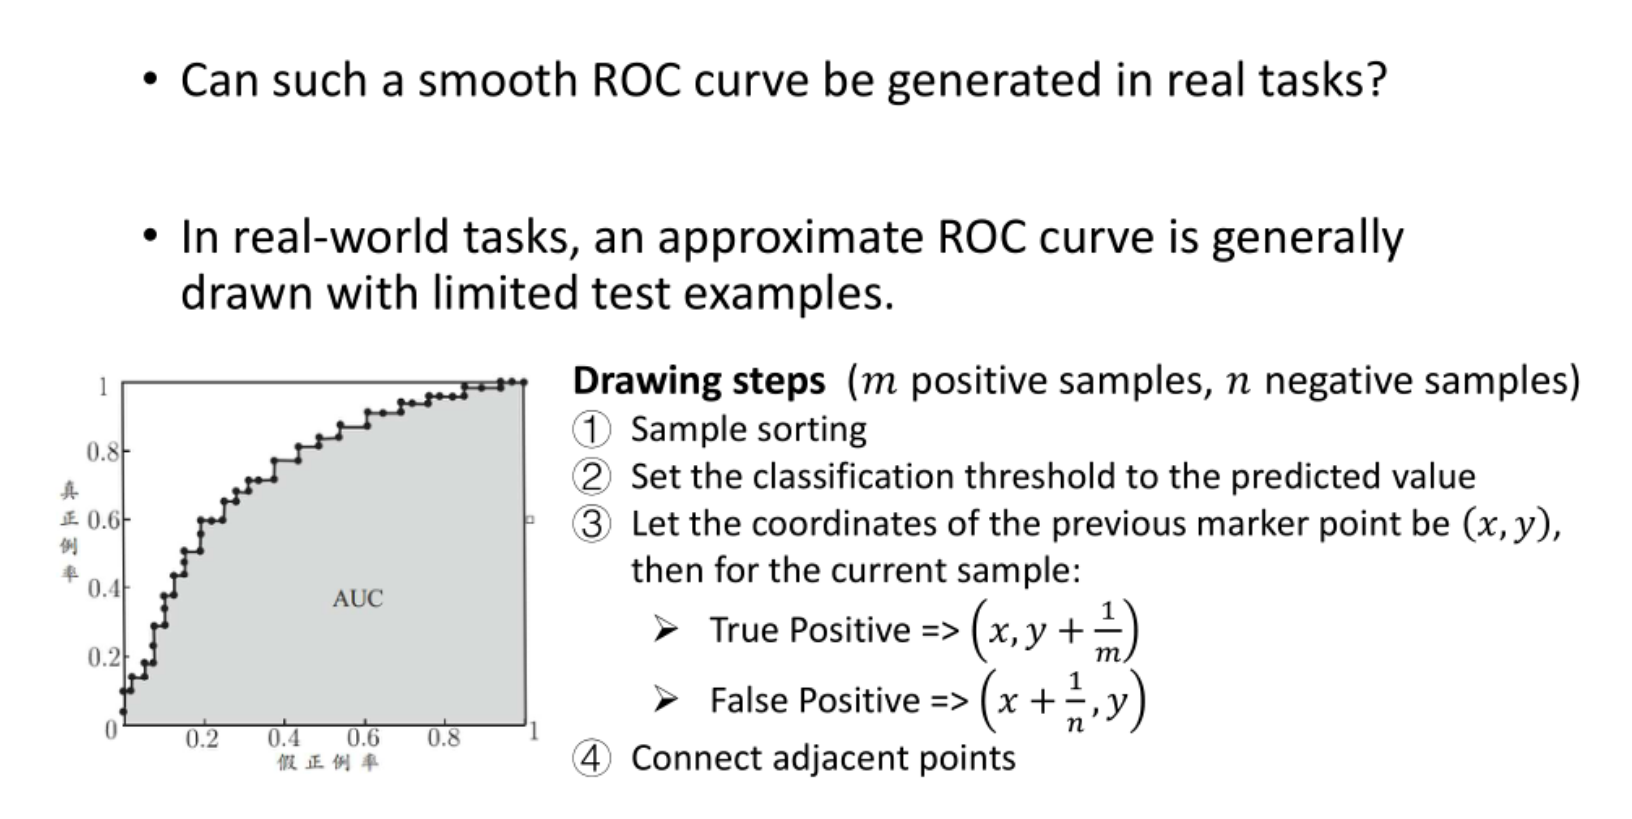 • Can such a smooth ROC curve be generated in real tasks?
• In real-world tasks, an approximate ROC curve is generally
drawn with limited test examples.
1
0.8
0.6
0.4
0.2
0
真正例率
AUC
0.2 0.4 0.6 0.8 1
假正例率
Drawing steps (m positive samples, n negative samples)
① Sample sorting
② Set the classification threshold to the predicted value
③ Let the coordinates of the previous marker point be (x, y),
then for the current sample:
➢ True Positive => (x, y + 1/m)
➢ False Positive => (x + 1/n, y)
④ Connect adjacent points